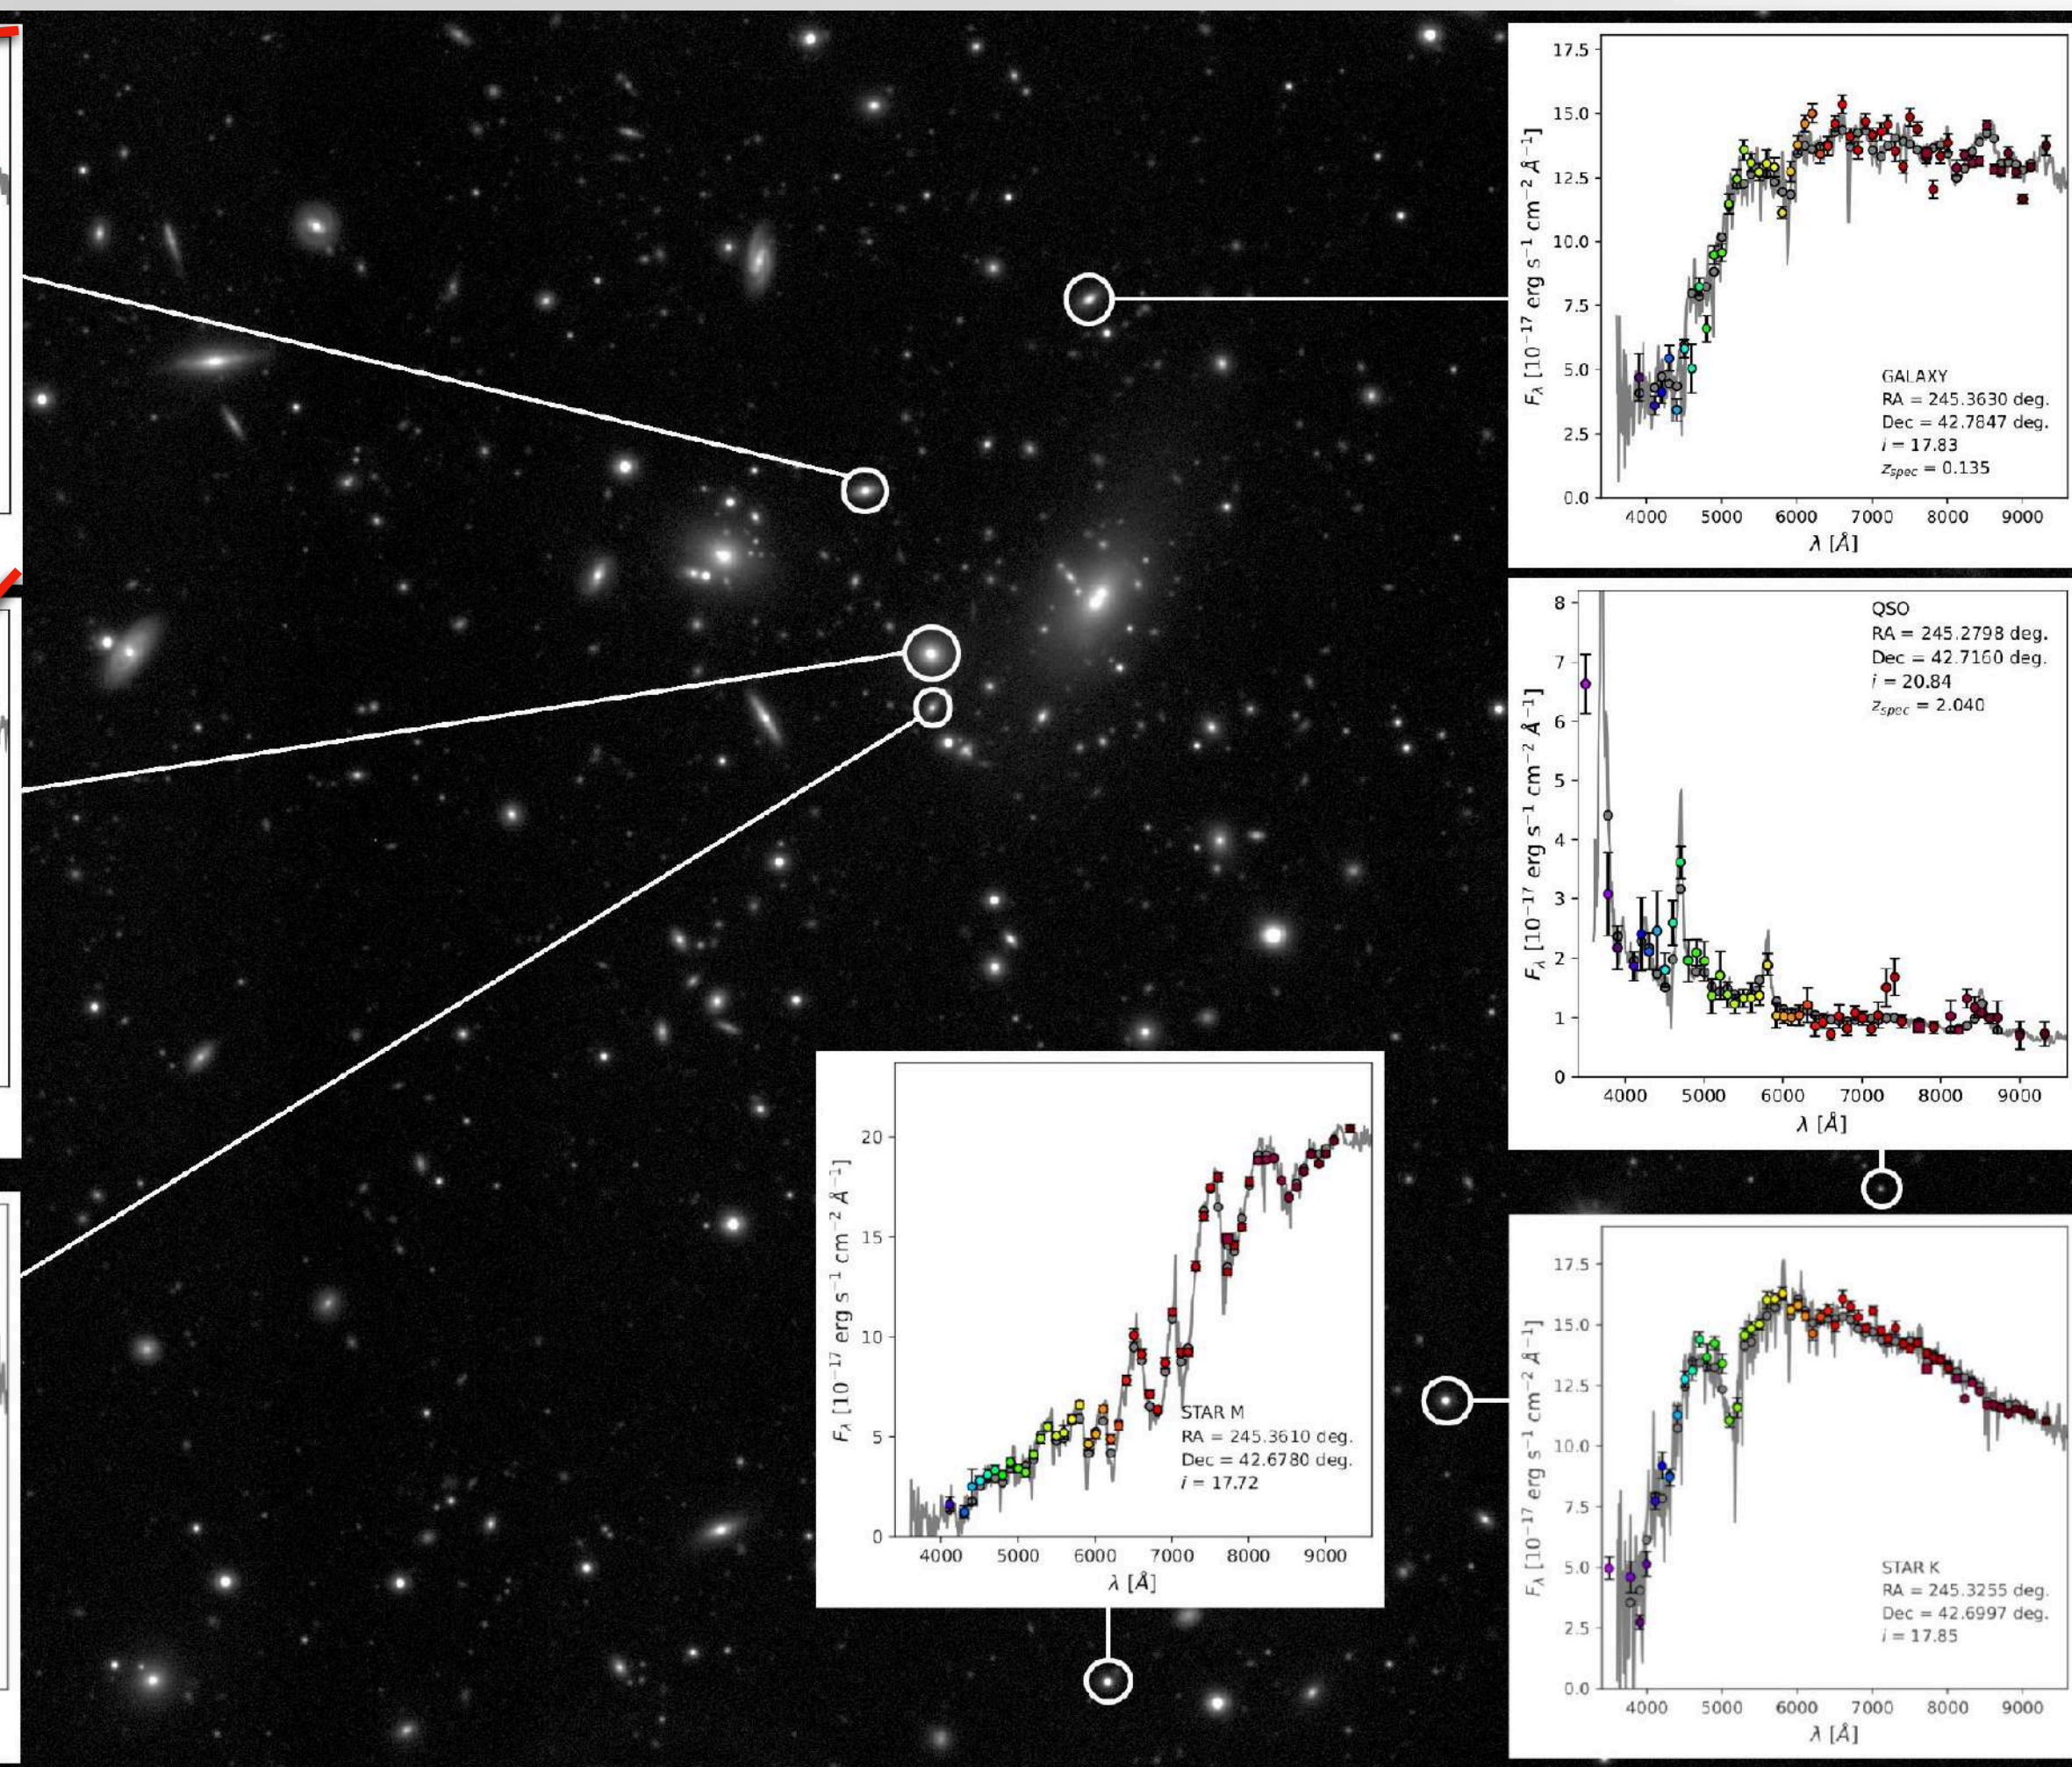 17.5
15.0
12.5
10.0
7.5
5.0
2.5
0.0
F_λ [10⁻¹⁷ erg s⁻¹ cm⁻² Å⁻¹]
GALAXY
RA = 245.3630 deg.
Dec = 42.7847 deg.
i = 17.83
z_spec = 0.135
4000 5000 6000 7000 8000 9000
λ [Å]
8
7
6
5
4
3
2
1
0
F_λ [10⁻¹⁷ erg s⁻¹ cm⁻² Å⁻¹]
QSO
RA = 245.2798 deg.
Dec = 42.7160 deg.
i = 20.84
z_spec = 2.040
4000 5000 6000 7000 8000 9000
λ [Å]
20
15
10
5
0
F_λ [10⁻¹⁷ erg s⁻¹ cm⁻² Å⁻¹]
STAR M
RA = 245.3610 deg.
Dec = 42.6780 deg.
i = 17.72
4000 5000 6000 7000 8000 9000
λ [Å]
17.5
15.0
12.5
10.0
7.5
5.0
2.5
0.0
F_λ [10⁻¹⁷ erg s⁻¹ cm⁻² Å⁻¹]
STAR K
RA = 245.3255 deg.
Dec = 42.6997 deg.
i = 17.85
4000 5000 6000 7000 8000 9000
λ [Å]